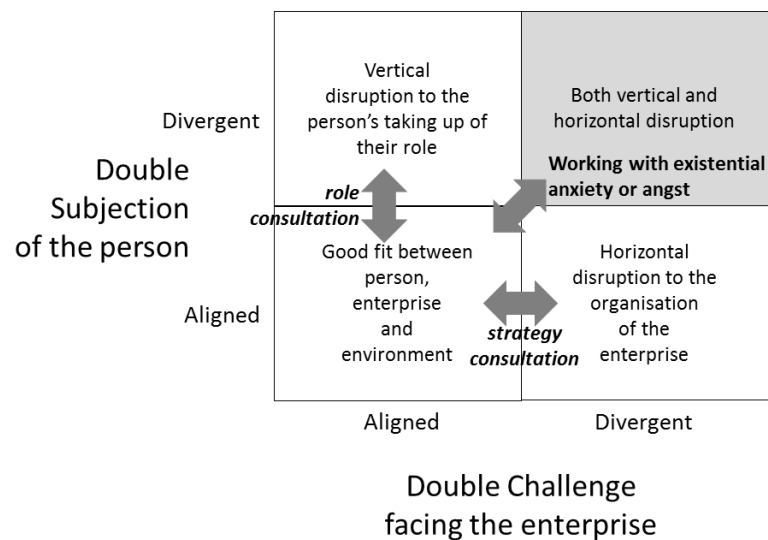 Vertical
disruption to the
person's taking up of
their role
Both vertical and
horizontal disruption
Working with existential
anxiety or angst
Divergent
Double
Subjection
of the person
role
consultation
Good fit between
person,
enterprise
and
environment
Horizontal
disruption to the
organisation
of the
enterprise
Aligned
strategy
consultation
Aligned
Divergent
Double Challenge
facing the enterprise